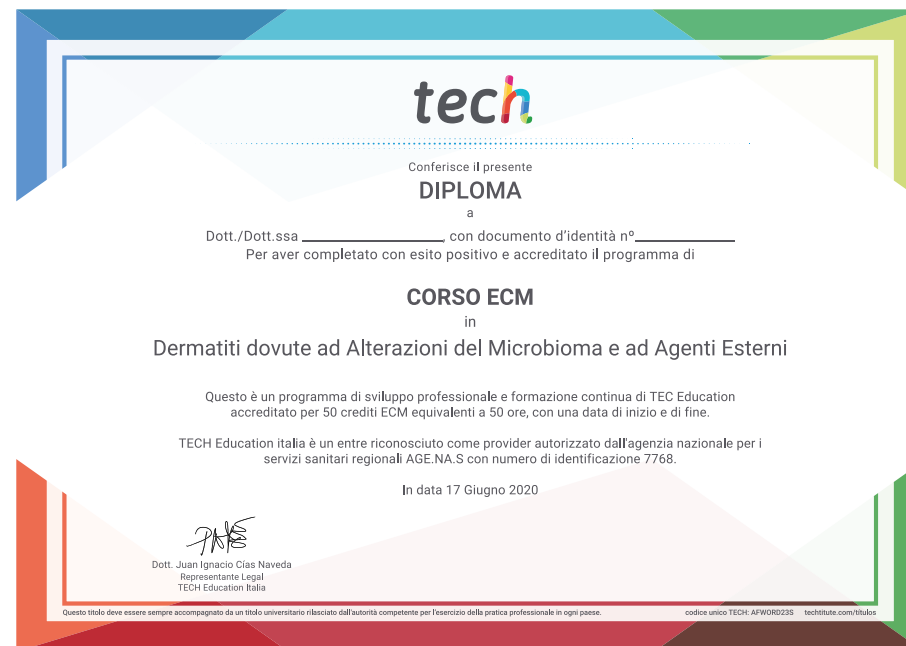 tech
Conferisce il presente
DIPLOMA
a
Dott./Dott.ssa ________________, con documento d'identità nº____________
Per aver completato con esito positivo e accreditato il programma di
CORSO ECM
in
Dermatiti dovute ad Alterazioni del Microbioma e ad Agenti Esterni
Questo è un programma di sviluppo professionale e formazione continua di TEC Education
accreditato per 50 crediti ECM equivalenti a 50 ore, con una data di inizio e di fine.
TECH Education italia è un entre riconosciuto come provider autorizzato dall'agenzia nazionale per i
servizi sanitari regionali AGE.NA.S con numero di identificazione 7768.
In data 17 Giugno 2020
Dott. Juan Ignacio Cías Naveda
Representante Legal
TECH Education Italia
Questo titolo deve essere sempre accompagnato da un titolo universitario rilasciato dall'autorità competente per l'esercizio della pratica professionale in ogni paese. codice unico TECH: AFWORD23S techtitute.com/titulos